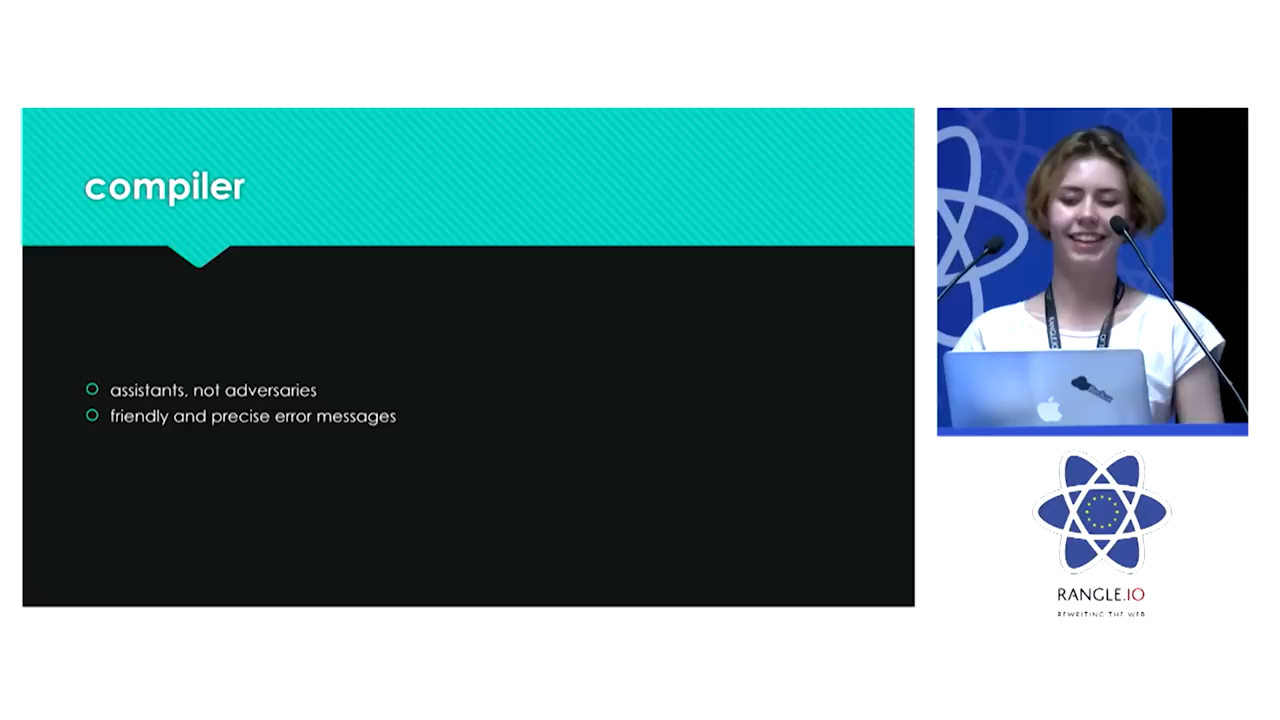 compiler
assistants, not adversaries
friendly and precise error messages
RANGLE.IO
REWRITING THE WEB